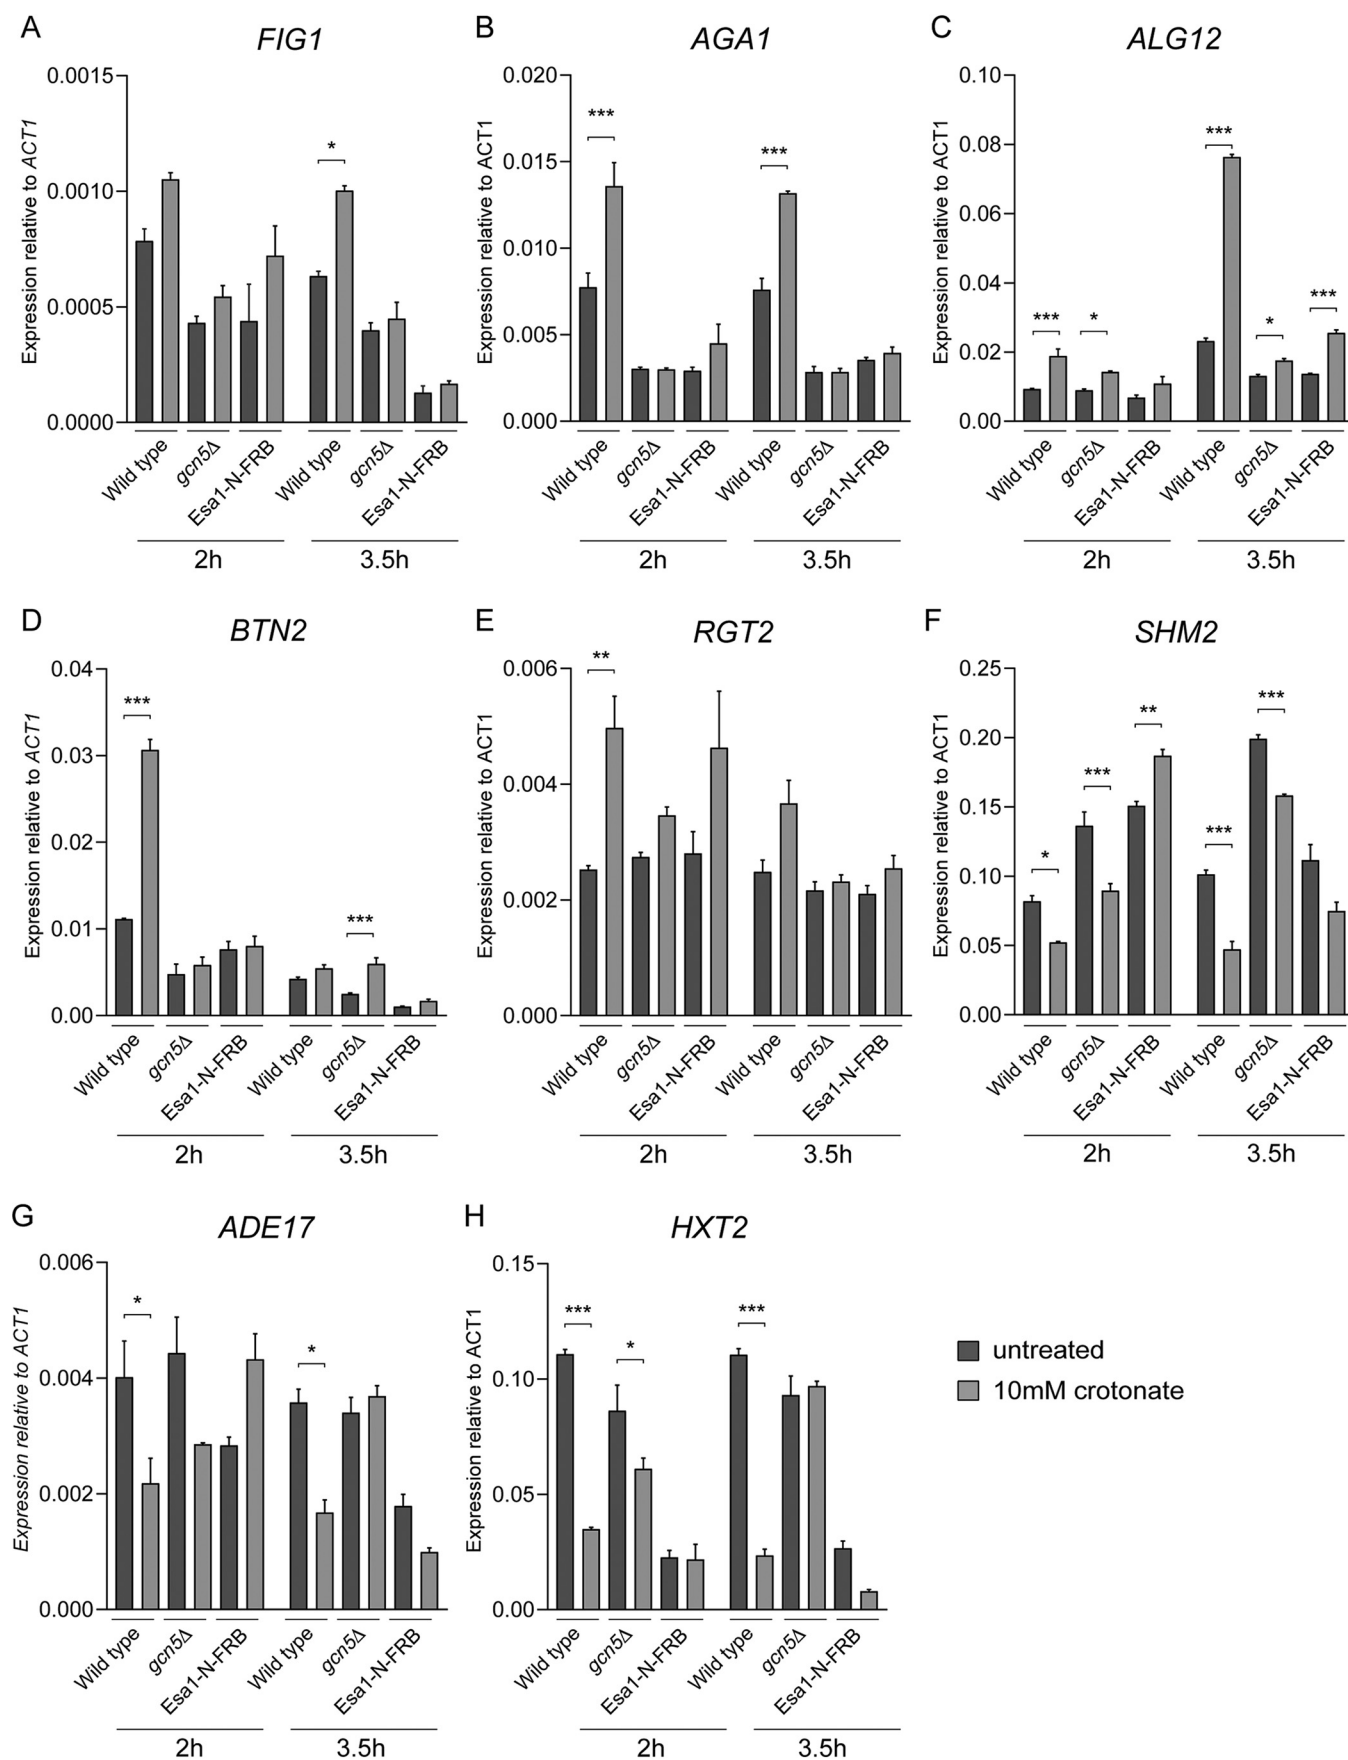 A
FIG1
Expression relative to ACT1
0.0015
0.0010
0.0005
0.0000
*
Wild type
gcn5Δ
Esa1-N-FRB
Wild type
gcn5Δ
Esa1-N-FRB
2h
3.5h
B
AGA1
Expression relative to ACT1
0.020
0.015
0.010
0.005
0.000
***
***
Wild type
gcn5Δ
Esa1-N-FRB
Wild type
gcn5Δ
Esa1-N-FRB
2h
3.5h
C
ALG12
Expression relative to ACT1
0.10
0.08
0.06
0.04
0.02
0.00
***
*
***
*
***
Wild type
gcn5Δ
Esa1-N-FRB
Wild type
gcn5Δ
Esa1-N-FRB
2h
3.5h
D
BTN2
Expression relative to ACT1
0.04
0.03
0.02
0.01
0.00
***
***
Wild type
gcn5Δ
Esa1-N-FRB
Wild type
gcn5Δ
Esa1-N-FRB
2h
3.5h
E
RGT2
Expression relative to ACT1
0.006
0.004
0.002
0.000
**
Wild type
gcn5Δ
Esa1-N-FRB
Wild type
gcn5Δ
Esa1-N-FRB
2h
3.5h
F
SHM2
Expression relative to ACT1
0.25
0.20
0.15
0.10
0.05
0.00
*
***
**
***
***
Wild type
gcn5Δ
Esa1-N-FRB
Wild type
gcn5Δ
Esa1-N-FRB
2h
3.5h
G
ADE17
Expression relative to ACT1
0.006
0.004
0.002
0.000
*
*
Wild type
gcn5Δ
Esa1-N-FRB
Wild type
gcn5Δ
Esa1-N-FRB
2h
3.5h
H
HXT2
Expression relative to ACT1
0.15
0.10
0.05
0.00
***
*
***
Wild type
gcn5Δ
Esa1-N-FRB
Wild type
gcn5Δ
Esa1-N-FRB
2h
3.5h
untreated
10mM crotonate